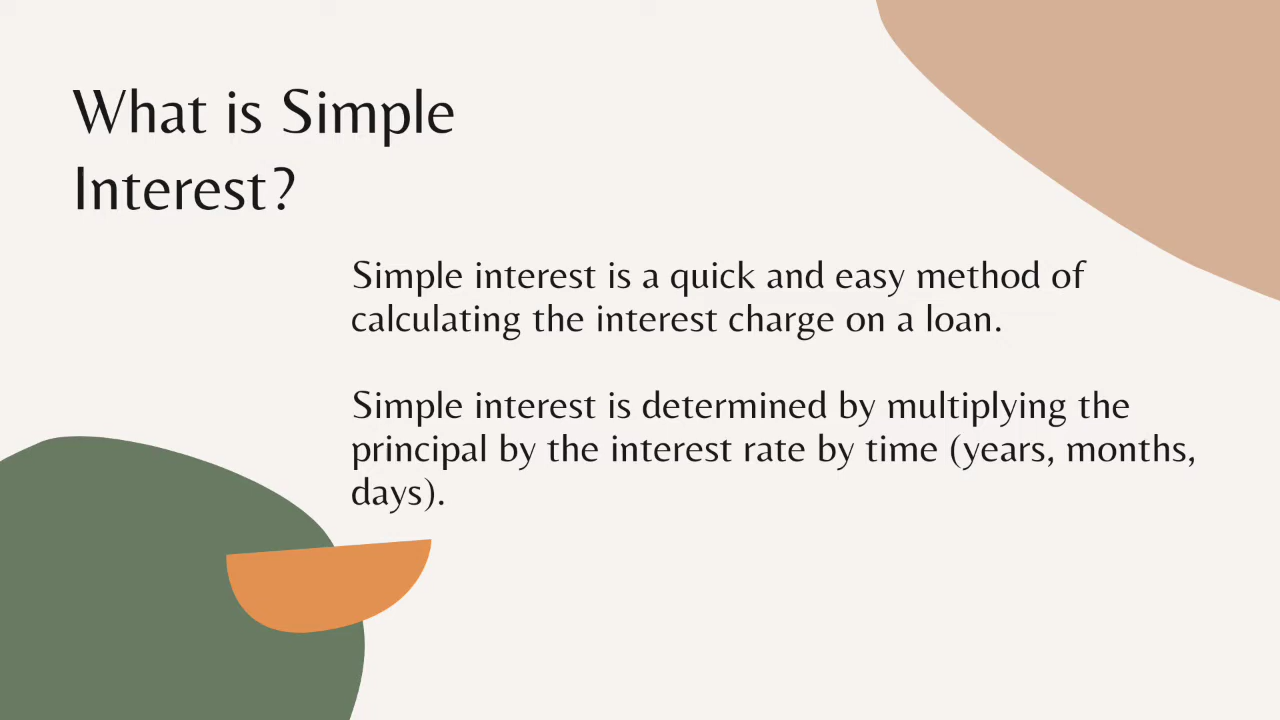 What is Simple
Interest?
Simple interest is a quick and easy method of
calculating the interest charge on a loan.
Simple interest is determined by multiplying the
principal by the interest rate by time (years, months,
days).